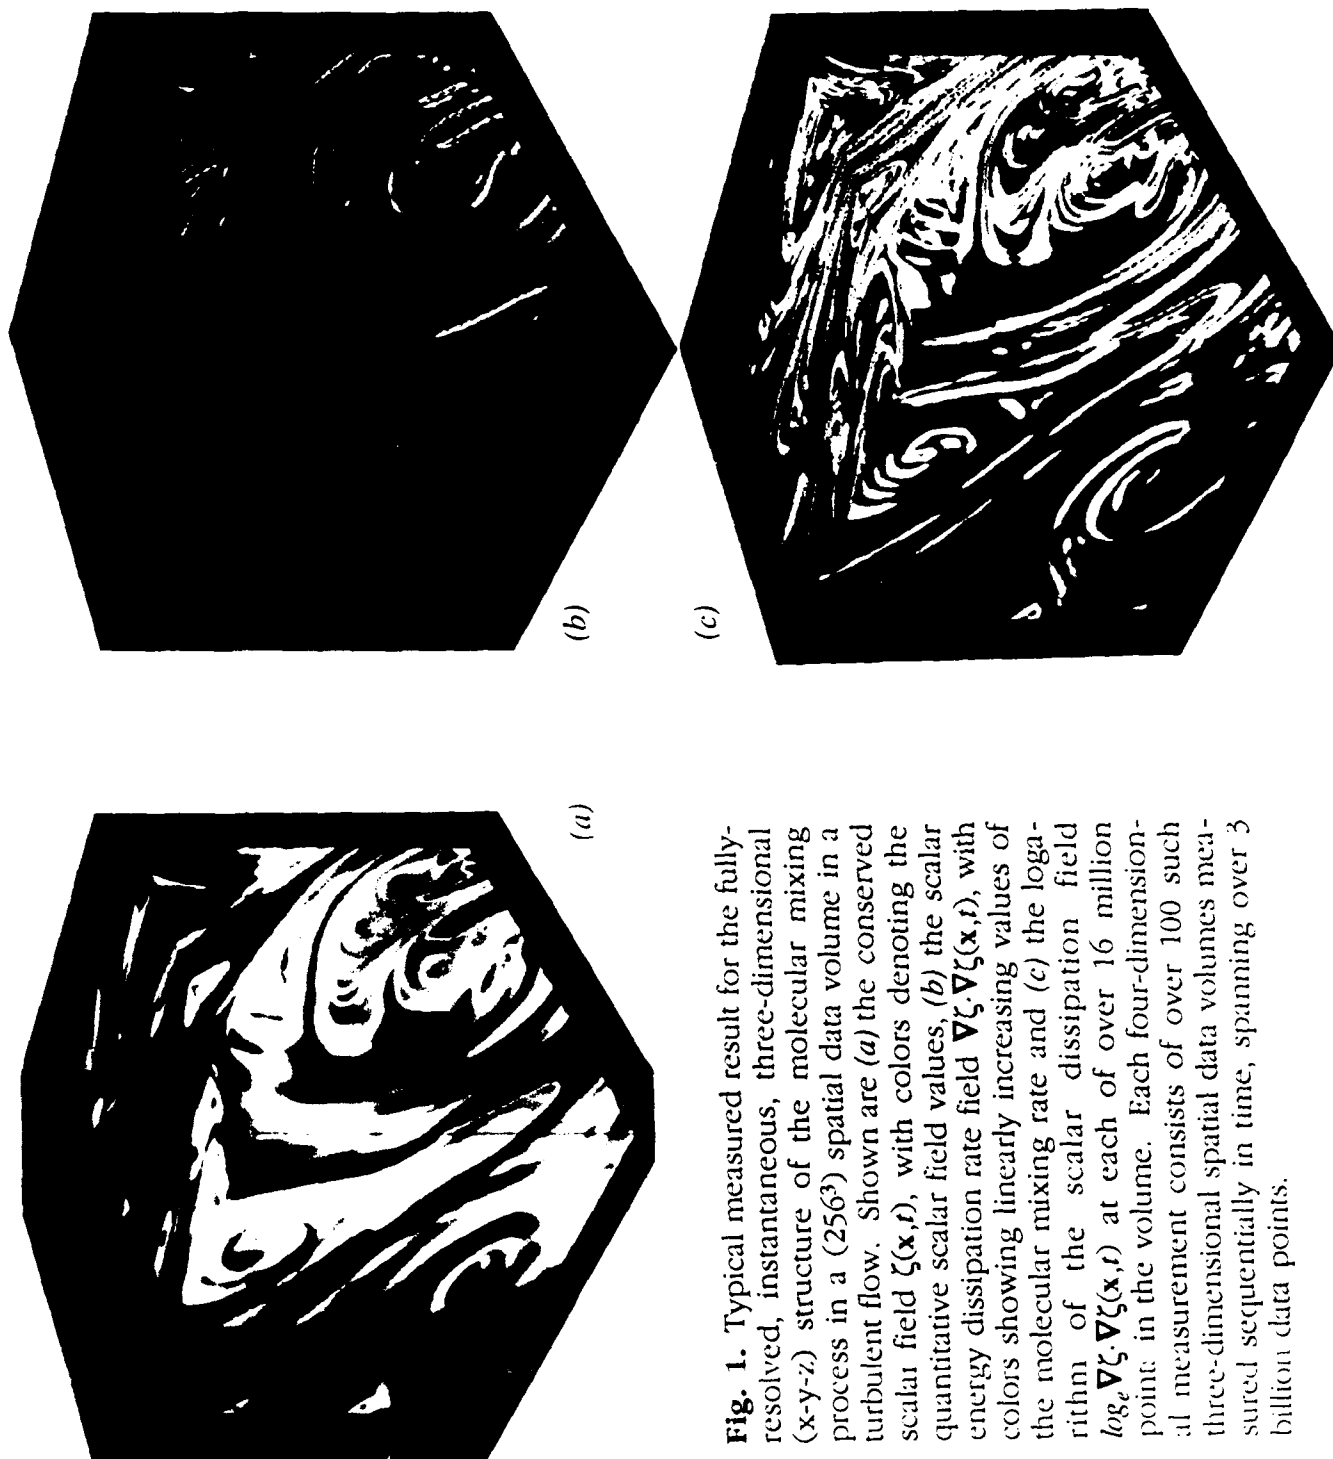 (a)
(b)
(c)
Fig. 1. Typical measured result for the fully-
resolved, instantaneous, three-dimensional
(x-y-z) structure of the molecular mixing
process in a (256³) spatial data volume in a
turbulent flow. Shown are (a) the conserved
scalar field ζ(x,t), with colors denoting the
quantitative scalar field values, (b) the scalar
energy dissipation rate field ∇ζ·∇ζ(x,t), with
colors showing linearly increasing values of
the molecular mixing rate and (c) the loga-
rithm of the scalar dissipation field
logₑ ∇ζ·∇ζ(x,t) at each of over 16 million
points in the volume. Each four-dimension-
al measurement consists of over 100 such
three-dimensional spatial data volumes mea-
sured sequentially in time, spanning over 3
billion data points.